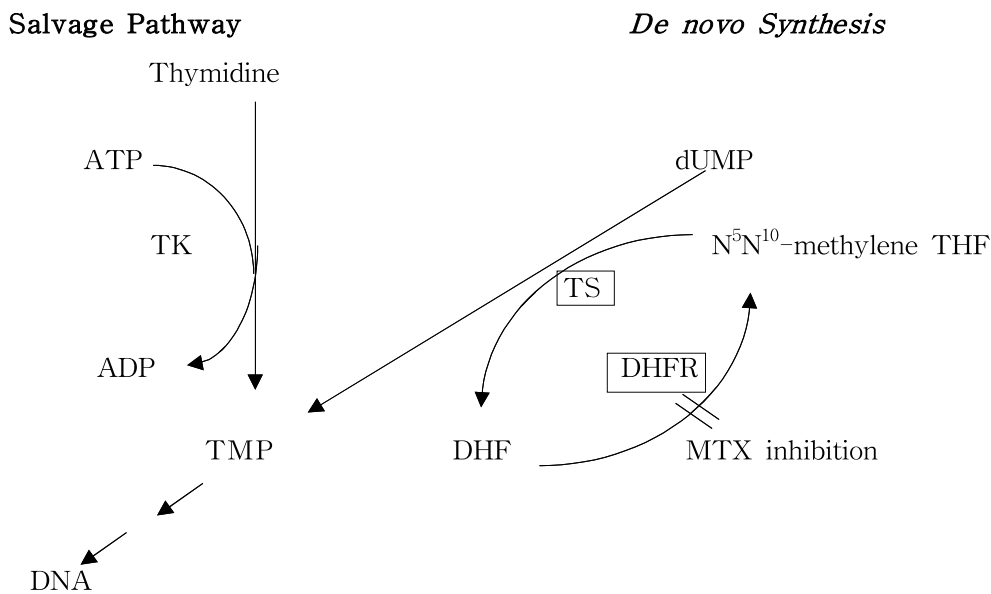 Salvage Pathway
De novo Synthesis
Thymidine
ATP
dUMP
TK
N⁵N¹⁰-methylene THF
TS
ADP
DHFR
TMP
DHF
MTX inhibition
DNA